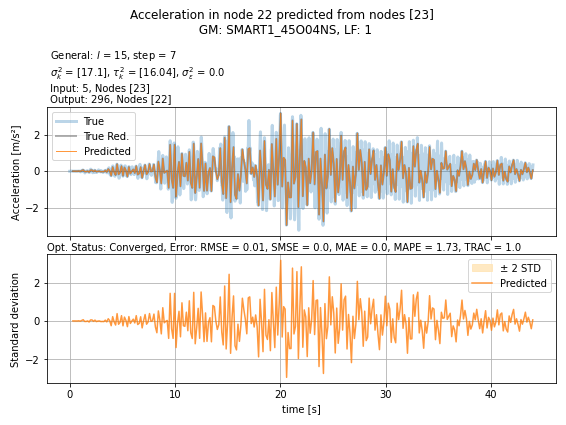 Acceleration in node 22 predicted from nodes [23]
GM: SMART1_45O04NS, LF: 1
General: l = 15, step = 7
σ²ₖ = [17.1], τ²ₖ = [16.04], σ²ε = 0.0
Input: 5, Nodes [23]
Output: 296, Nodes [22]
True
True Red.
Predicted
Acceleration [m/s²]
2
0
−2
Opt. Status: Converged, Error: RMSE = 0.01, SMSE = 0.0, MAE = 0.0, MAPE = 1.73, TRAC = 1.0
± 2 STD
Predicted
Standard deviation
2
0
−2
0
10
20
30
40
time [s]